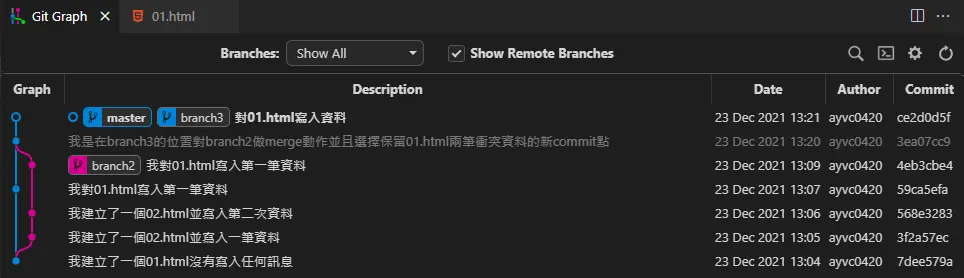 Git Graph 01.html
Branches: Show All Show Remote Branches
Graph Description Date Author Commit
master branch3 對01.html寫入資料 23 Dec 2021 13:21 ayvc0420 ce2d0d5f
我是在branch3的位置對branch2做merge動作並且選擇保留01.html兩筆衝突資料的新commit點 23 Dec 2021 13:20 ayvc0420 3ea07cc9
branch2 我對01.html寫入第一筆資料 23 Dec 2021 13:09 ayvc0420 4eb3cbe4
我對01.html寫入第一筆資料 23 Dec 2021 13:07 ayvc0420 59ca5efa
我建立了一個02.html並寫入第二次資料 23 Dec 2021 13:06 ayvc0420 568e3283
我建立了一個02.html並寫入一筆資料 23 Dec 2021 13:05 ayvc0420 3f2a57ec
我建立了一個01.html沒有寫入任何訊息 23 Dec 2021 13:04 ayvc0420 7dee579a